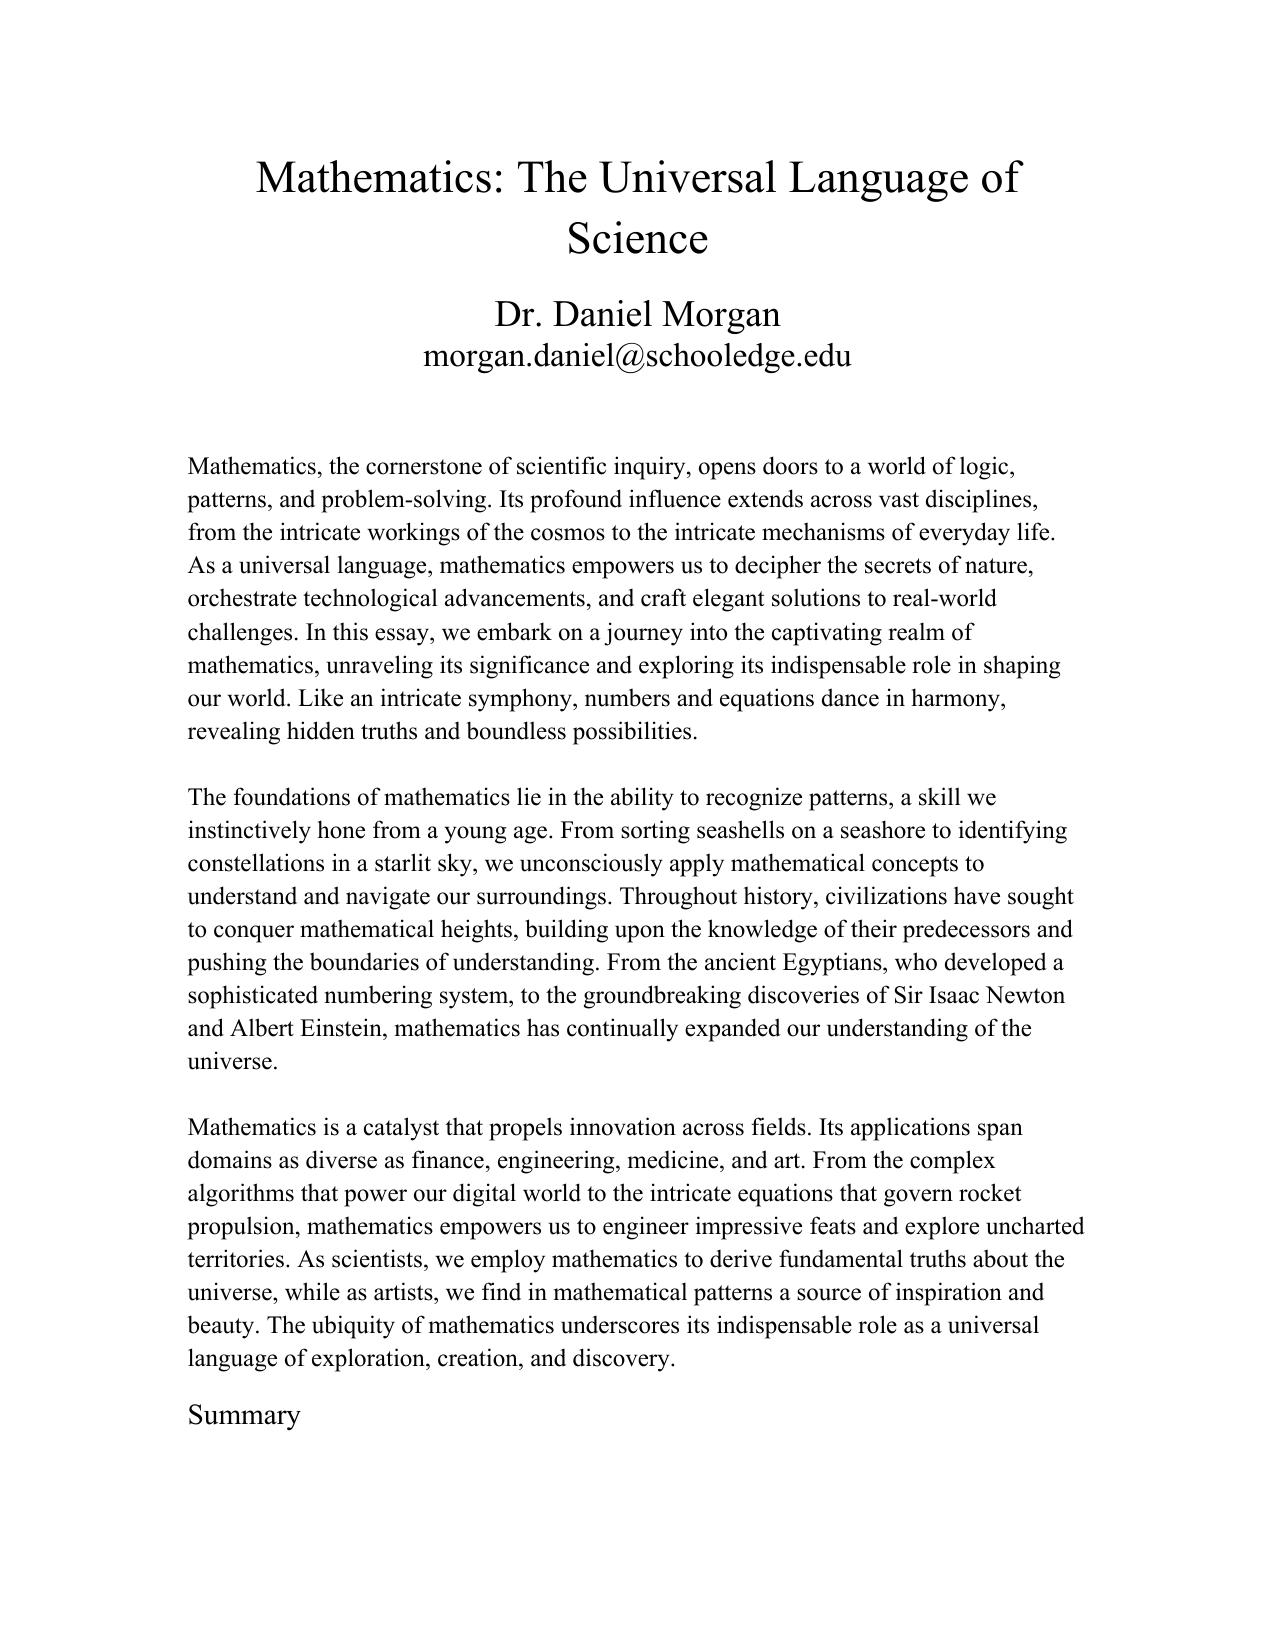 Mathematics: The Universal Language of
Science
Dr. Daniel Morgan
morgan.daniel@schooledge.edu
Mathematics, the cornerstone of scientific inquiry, opens doors to a world of logic,
patterns, and problem-solving. Its profound influence extends across vast disciplines,
from the intricate workings of the cosmos to the intricate mechanisms of everyday life.
As a universal language, mathematics empowers us to decipher the secrets of nature,
orchestrate technological advancements, and craft elegant solutions to real-world
challenges. In this essay, we embark on a journey into the captivating realm of
mathematics, unraveling its significance and exploring its indispensable role in shaping
our world. Like an intricate symphony, numbers and equations dance in harmony,
revealing hidden truths and boundless possibilities.
The foundations of mathematics lie in the ability to recognize patterns, a skill we
instinctively hone from a young age. From sorting seashells on a seashore to identifying
constellations in a starlit sky, we unconsciously apply mathematical concepts to
understand and navigate our surroundings. Throughout history, civilizations have sought
to conquer mathematical heights, building upon the knowledge of their predecessors and
pushing the boundaries of understanding. From the ancient Egyptians, who developed a
sophisticated numbering system, to the groundbreaking discoveries of Sir Isaac Newton
and Albert Einstein, mathematics has continually expanded our understanding of the
universe.
Mathematics is a catalyst that propels innovation across fields. Its applications span
domains as diverse as finance, engineering, medicine, and art. From the complex
algorithms that power our digital world to the intricate equations that govern rocket
propulsion, mathematics empowers us to engineer impressive feats and explore uncharted
territories. As scientists, we employ mathematics to derive fundamental truths about the
universe, while as artists, we find in mathematical patterns a source of inspiration and
beauty. The ubiquity of mathematics underscores its indispensable role as a universal
language of exploration, creation, and discovery.
Summary